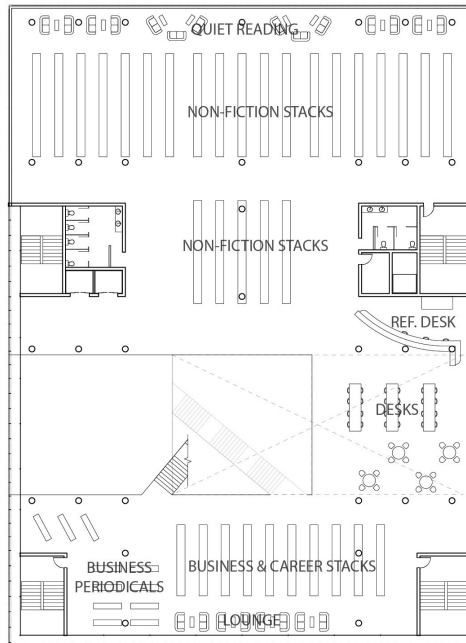 QUIET READING
NON-FICTION STACKS
NON-FICTION STACKS
REF. DESK
DESKS
BUSINESS
PERIODICALS
BUSINESS & CAREER STACKS
LOUNGE